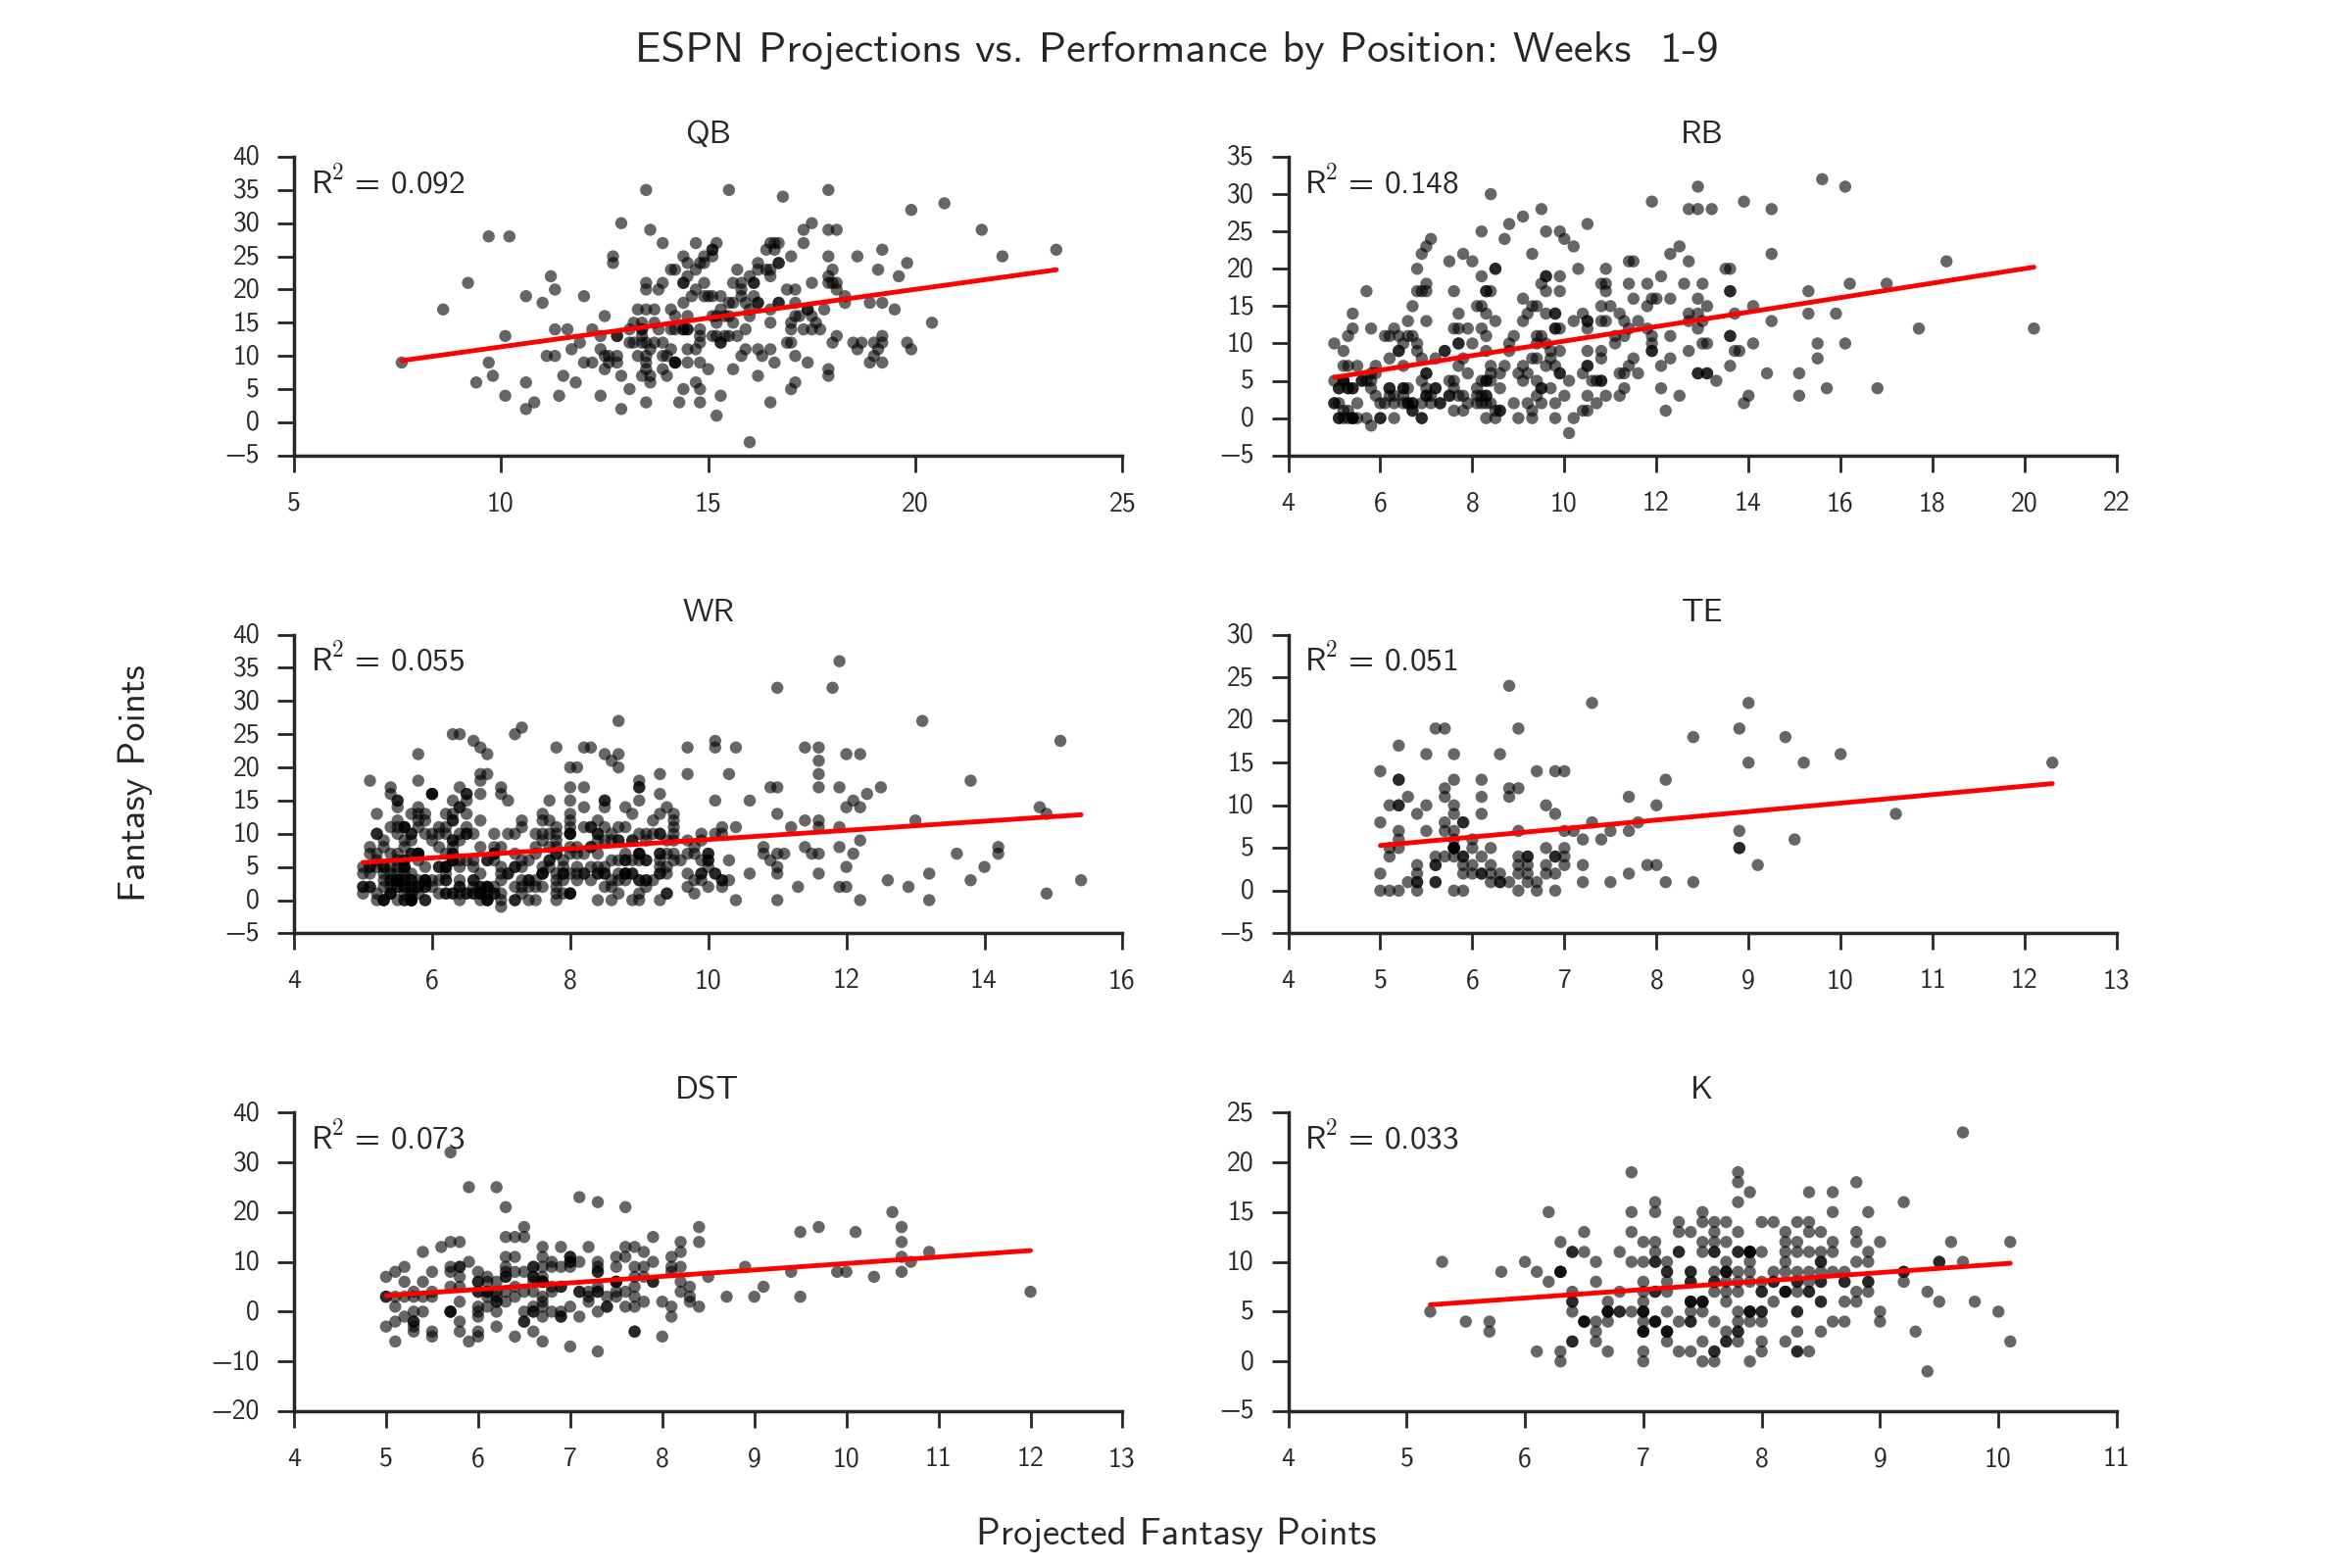 ESPN Projections vs. Performance by Position: Weeks 1-9
QB
R² = 0.092
40
35
30
25
20
15
10
5
0
−5
5 10 15 20 25
RB
R² = 0.148
35
30
25
20
15
10
5
0
−5
4 6 8 10 12 14 16 18 20 22
Fantasy Points
WR
R² = 0.055
40
35
30
25
20
15
10
5
0
−5
4 6 8 10 12 14 16
TE
R² = 0.051
30
25
20
15
10
5
0
−5
4 5 6 7 8 9 10 11 12 13
DST
R² = 0.073
40
30
20
10
0
−10
−20
4 5 6 7 8 9 10 11 12 13
K
R² = 0.033
25
20
15
10
5
0
−5
4 5 6 7 8 9 10 11
Projected Fantasy Points